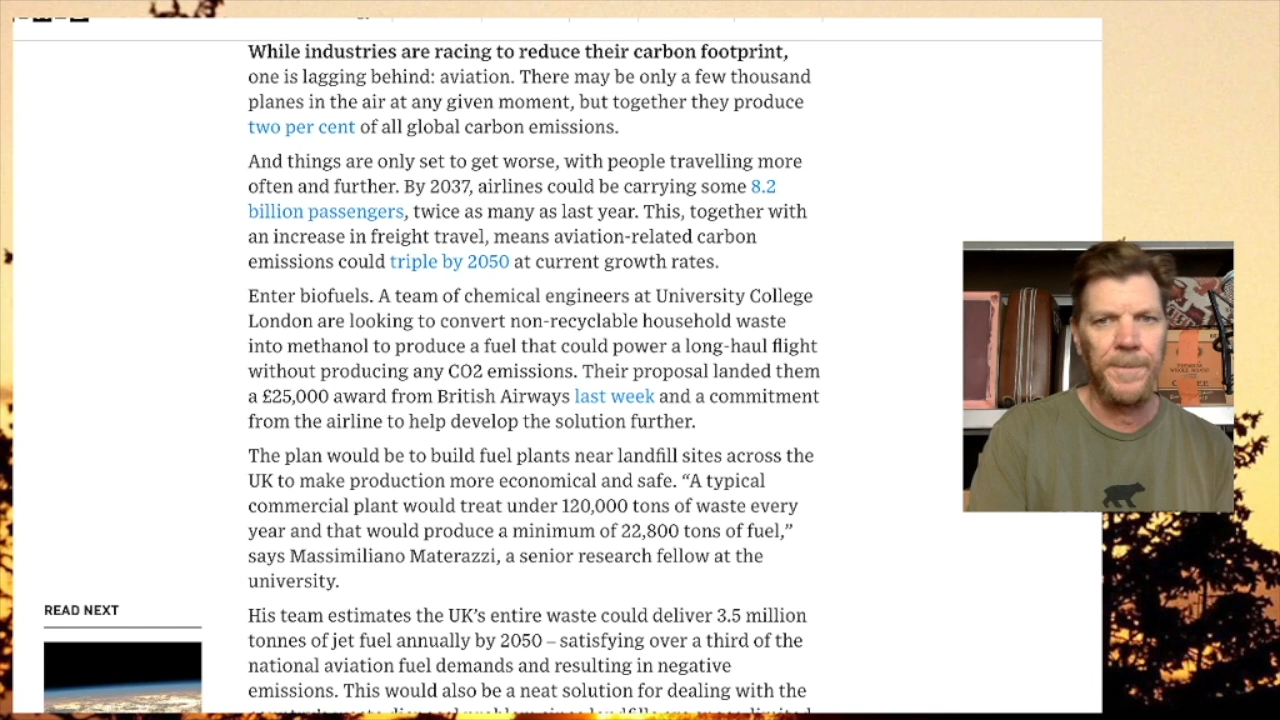 While industries are racing to reduce their carbon footprint,
one is lagging behind: aviation. There may be only a few thousand
planes in the air at any given moment, but together they produce
two per cent of all global carbon emissions.
And things are only set to get worse, with people travelling more
often and further. By 2037, airlines could be carrying some 8.2
billion passengers, twice as many as last year. This, together with
an increase in freight travel, means aviation-related carbon
emissions could triple by 2050 at current growth rates.
Enter biofuels. A team of chemical engineers at University College
London are looking to convert non-recyclable household waste
into methanol to produce a fuel that could power a long-haul flight
without producing any CO2 emissions. Their proposal landed them
a £25,000 award from British Airways last week and a commitment
from the airline to help develop the solution further.
The plan would be to build fuel plants near landfill sites across the
UK to make production more economical and safe. “A typical
commercial plant would treat under 120,000 tons of waste every
year and that would produce a minimum of 22,800 tons of fuel,”
says Massimiliano Materazzi, a senior research fellow at the
university.
READ NEXT
His team estimates the UK’s entire waste could deliver 3.5 million
tonnes of jet fuel annually by 2050 – satisfying over a third of the
national aviation fuel demands and resulting in negative
emissions. This would also be a neat solution for dealing with the